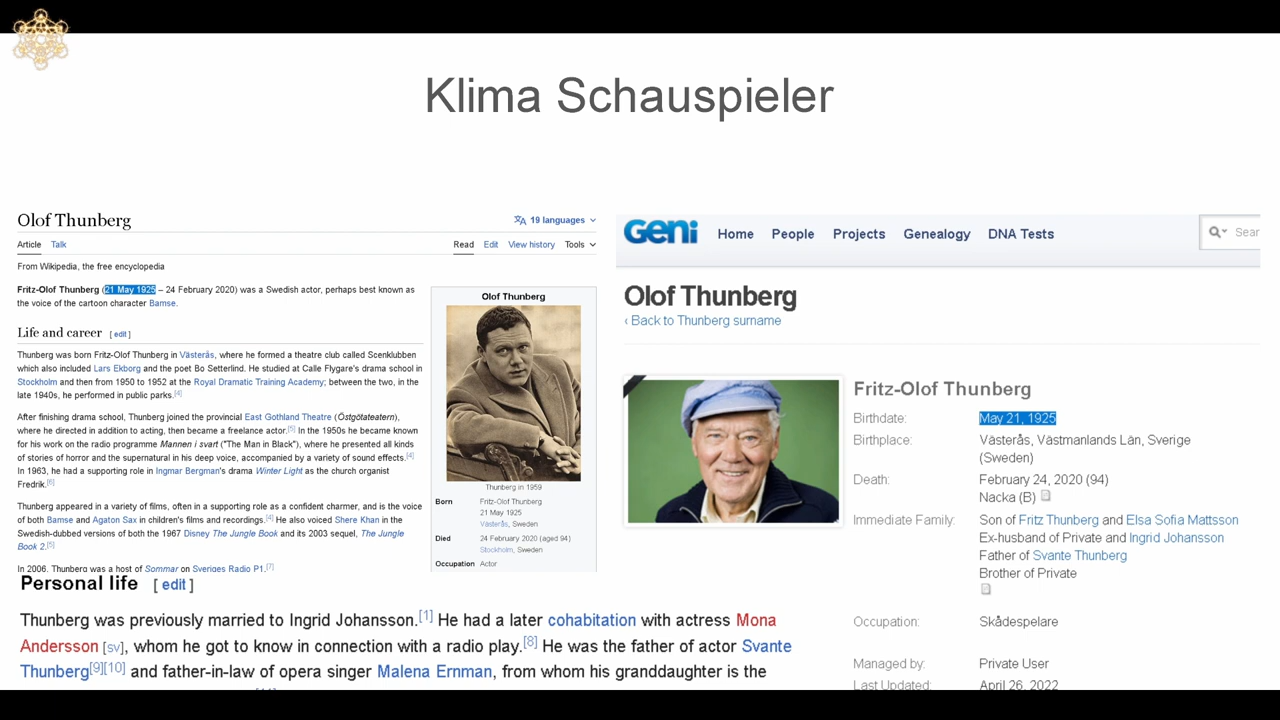 Klima Schauspieler
Olof Thunberg
19 languages
Article Talk
Read Edit View history Tools
From Wikipedia, the free encyclopedia
Fritz-Olof Thunberg (21 May 1925 – 24 February 2020) was a Swedish actor, perhaps best known as
the voice of the cartoon character Bamse.
Life and career [ edit ]
Thunberg was born Fritz-Olof Thunberg in Västerås, where he formed a theatre club called Scenklubben
which also included Lars Ekborg and the poet Bo Setterlind. He studied at Calle Flygare's drama school in
Stockholm and then from 1950 to 1952 at the Royal Dramatic Training Academy; between the two, in the
late 1940s, he performed in public parks.[4]
After finishing drama school, Thunberg joined the provincial East Gothland Theatre (Östgötateatern),
where he directed in addition to acting, then became a freelance actor.[5] In the 1950s he became known
for his work on the radio programme Mannen i svart ("The Man in Black"), where he presented all kinds
of stories of horror and the supernatural in his deep voice, accompanied by a variety of sound effects.[4]
In 1963, he had a supporting role in Ingmar Bergman's drama Winter Light as the church organist
Fredrik.[6]
Thunberg appeared in a variety of films, often in a supporting role as a confident charmer, and is the voice
of both Bamse and Agaton Sax in children's films and recordings.[4] He also voiced Shere Khan in the
Swedish-dubbed versions of both the 1967 Disney The Jungle Book and its 2003 sequel, The Jungle
Book 2.[5]
In 2006, Thunberg was a host of Sommar on Sveriges Radio P1.[7]
Olof Thunberg
Thunberg in 1959
Born Fritz-Olof Thunberg
21 May 1925
Västerås, Sweden
Died 24 February 2020 (aged 94)
Stockholm, Sweden
Occupation Actor
Personal life [ edit ]
Thunberg was previously married to Ingrid Johansson.[1] He had a later cohabitation with actress Mona
Andersson [sv], whom he got to know in connection with a radio play.[8] He was the father of actor Svante
Thunberg[9][10] and father-in-law of opera singer Malena Ernman, from whom his granddaughter is the
Geni Home People Projects Genealogy DNA Tests Sear
Olof Thunberg
‹ Back to Thunberg surname
Fritz-Olof Thunberg
Birthdate: May 21, 1925
Birthplace: Västerås, Västmanlands Län, Sverige
(Sweden)
Death: February 24, 2020 (94)
Nacka (B)
Immediate Family: Son of Fritz Thunberg and Elsa Sofia Mattsson
Ex-husband of Private and Ingrid Johansson
Father of Svante Thunberg
Brother of Private
Occupation: Skådespelare
Managed by: Private User
Last Updated: April 26, 2022